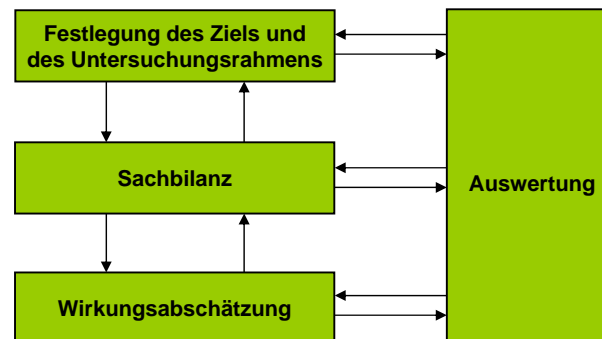 Festlegung des Ziels und
des Untersuchungsrahmens
Sachbilanz
Auswertung
Wirkungsabschätzung